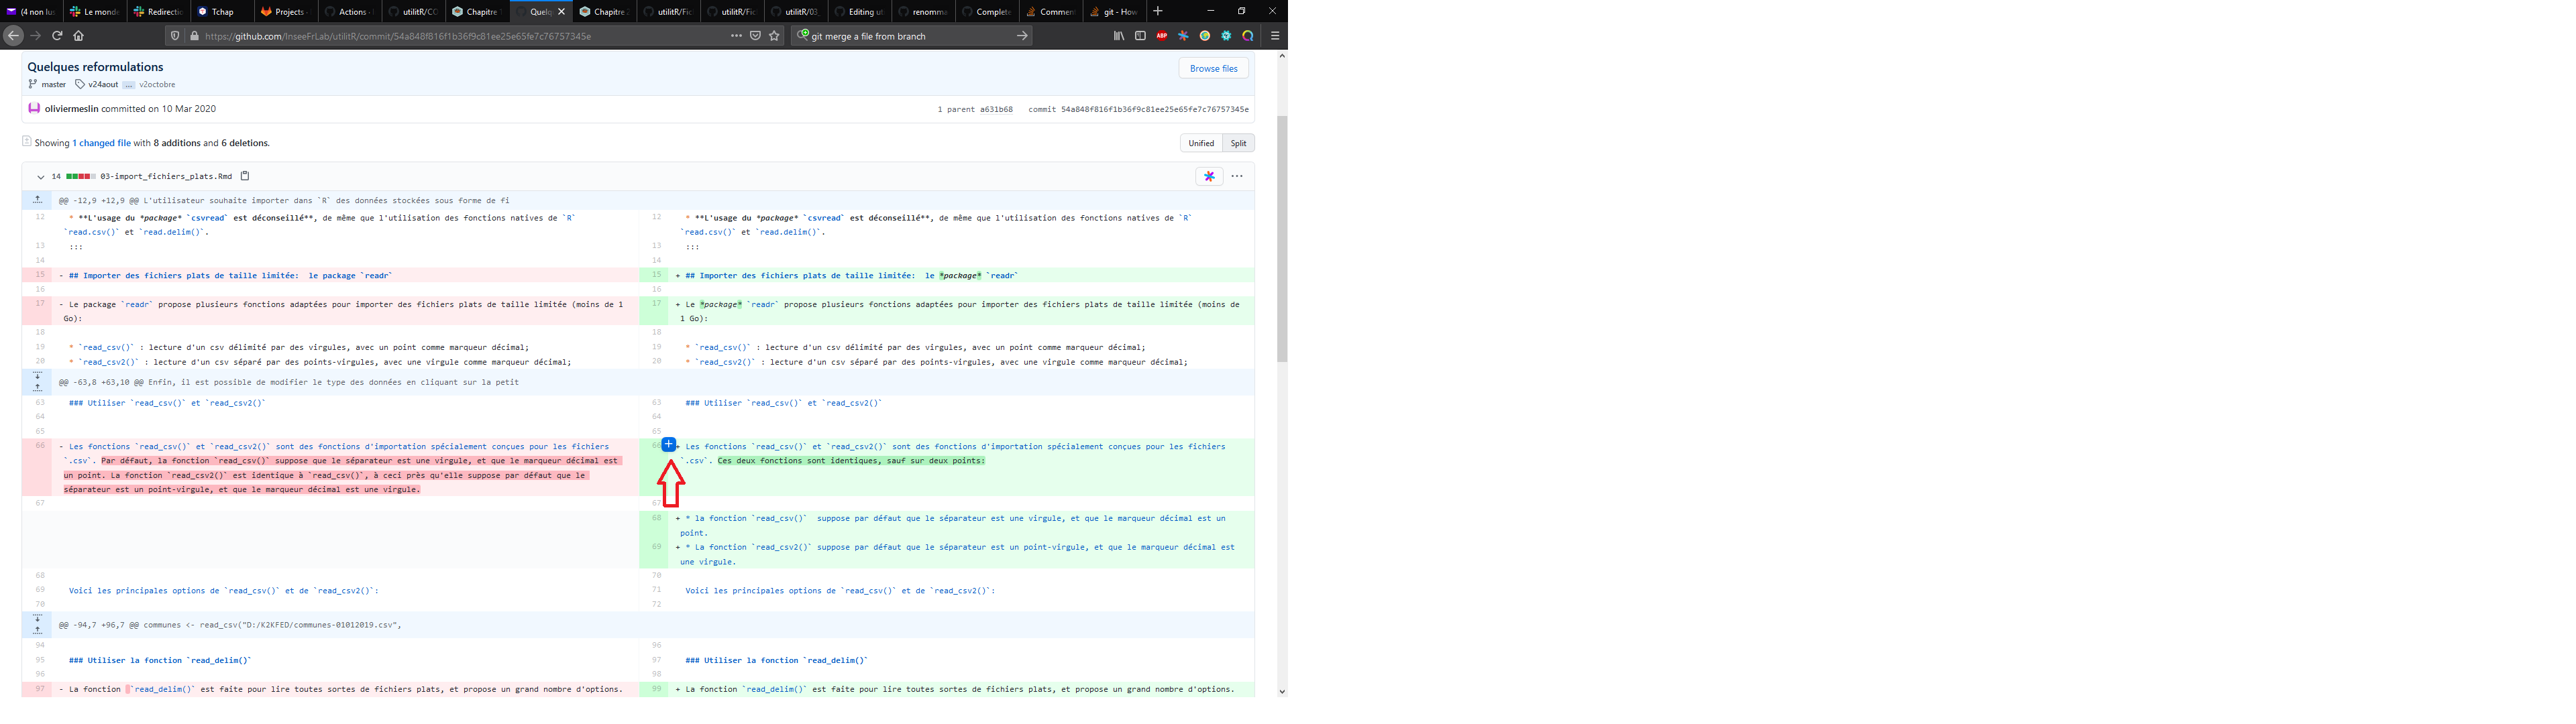 (4 non luc
Le monde
Redirectio
Tchap
Projects ·
Actions · I
utilitR/CO
Chapitre
Quelq
Chapitre 2
utilitR/Fic
utilitR/Fic
utilitR/03_
Editing ut
renomma
Complete
Commen
git - How
https://github.com/InseeFrLab/utilitR/commit/54a848f816f1b36f9c81ee25e65fe7c76757345e
git merge a file from branch
ABP
Quelques reformulations
Browse files
master v24aout ... v2octobre
oliviermeslin committed on 10 Mar 2020
1 parent a631b68 commit 54a848f816f1b36f9c81ee25e65fe7c76757345e
Showing 1 changed file with 8 additions and 6 deletions.
Unified Split
14 03-import_fichiers_plats.Rmd
@@ -12,9 +12,9 @@ L'utilisateur souhaite importer dans `R` des données stockées sous forme de fi
12 * **L'usage du *package* `csvread` est déconseillé**, de même que l'utilisation des fonctions natives de `R`
`read.csv()` et `read.delim()`.
13 :::
14
15 - ## Importer des fichiers plats de taille limitée:  le package `readr`
16
17 - Le package `readr` propose plusieurs fonctions adaptées pour importer des fichiers plats de taille limitée (moins de 1
Go):
18
19 * `read_csv()` : lecture d'un csv délimité par des virgules, avec un point comme marqueur décimal;
20 * `read_csv2()` : lecture d'un csv séparé par des points-virgules, avec une virgule comme marqueur décimal;
12 * **L'usage du *package* `csvread` est déconseillé**, de même que l'utilisation des fonctions natives de `R`
`read.csv()` et `read.delim()`.
13 :::
14
15 + ## Importer des fichiers plats de taille limitée:  le *package* `readr`
16
17 + Le *package* `readr` propose plusieurs fonctions adaptées pour importer des fichiers plats de taille limitée (moins de
1 Go):
18
19 * `read_csv()` : lecture d'un csv délimité par des virgules, avec un point comme marqueur décimal;
20 * `read_csv2()` : lecture d'un csv séparé par des points-virgules, avec une virgule comme marqueur décimal;
@@ -63,8 +63,10 @@ Enfin, il est possible de modifier le type des données en cliquant sur la petit
63 ### Utiliser `read_csv()` et `read_csv2()`
64
65
66 - Les fonctions `read_csv()` et `read_csv2()` sont des fonctions d'importation spécialement conçues pour les fichiers
`.csv`. Par défaut, la fonction `read_csv()` suppose que le séparateur est une virgule, et que le marqueur décimal est
un point. La fonction `read_csv2()` est identique à `read_csv()`, à ceci près qu'elle suppose par défaut que le
séparateur est un point-virgule, et que le marqueur décimal est une virgule.
67
68
69 Voici les principales options de `read_csv()` et de `read_csv2()`:
70
63 ### Utiliser `read_csv()` et `read_csv2()`
64
65
+ Les fonctions `read_csv()` et `read_csv2()` sont des fonctions d'importation spécialement conçues pour les fichiers
`.csv`. Ces deux fonctions sont identiques, sauf sur deux points:
67
68 + * la fonction `read_csv()`  suppose par défaut que le séparateur est une virgule, et que le marqueur décimal est un
point.
69 + * La fonction `read_csv2()` suppose par défaut que le séparateur est un point-virgule, et que le marqueur décimal est
une virgule.
70
71 Voici les principales options de `read_csv()` et de `read_csv2()`:
72
@@ -94,7 +96,7 @@ communes <- read_csv("D:/K2KFED/communes-01012019.csv",
94
95 ### Utiliser la fonction `read_delim()`
96
97 - La fonction  `read_delim()` est faite pour lire toutes sortes de fichiers plats, et propose un grand nombre d'options.
96
97 ### Utiliser la fonction `read_delim()`
98
99 + La fonction `read_delim()` est faite pour lire toutes sortes de fichiers plats, et propose un grand nombre d'options.